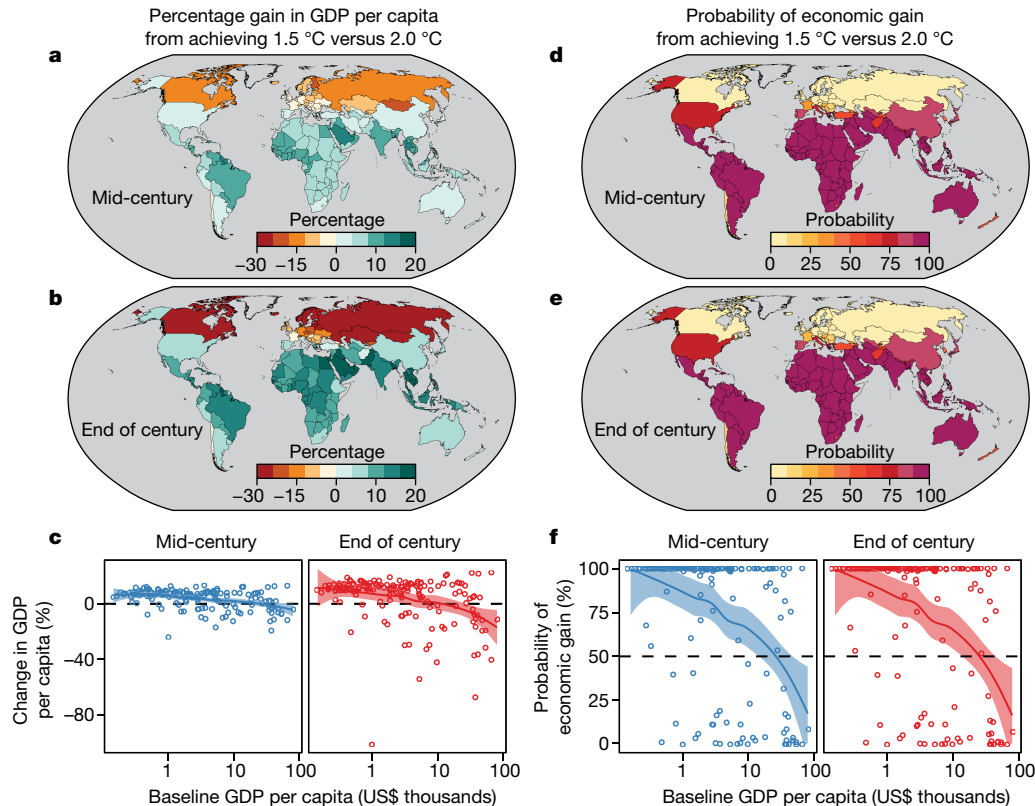 Percentage gain in GDP per capita
from achieving 1.5 °C versus 2.0 °C
a
Mid-century
Percentage
−30 −15 0 10 20
b
End of century
Percentage
−30 −15 0 10 20
c
Mid-century
End of century
Change in GDP
per capita (%)
0
−40
−80
1 10 100
1 10 100
Baseline GDP per capita (US$ thousands)
Probability of economic gain
from achieving 1.5 °C versus 2.0 °C
d
Mid-century
Probability
0 25 50 75 100
e
End of century
Probability
0 25 50 75 100
f
Mid-century
End of century
Probability of
economic gain (%)
100
75
50
25
0
1 10 100
1 10 100
Baseline GDP per capita (US$ thousands)